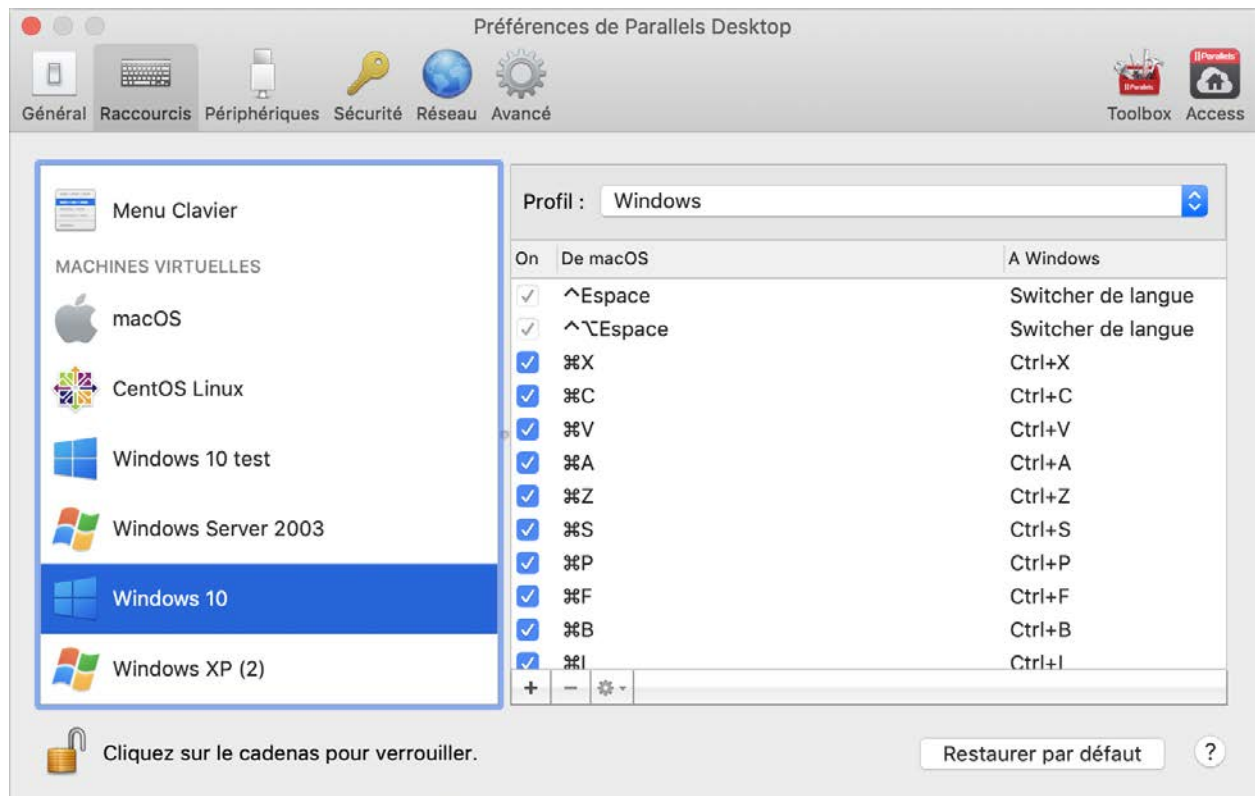 Préférences de Parallels Desktop
Général Raccourcis Périphériques Sécurité Réseau Avancé Toolbox Access
Menu Clavier
MACHINES VIRTUELLES
macOS
CentOS Linux
Windows 10 test
Windows Server 2003
Windows 10
Windows XP (2)
Profil : Windows
On De macOS A Windows
^Espace Switcher de langue
^⌥Espace Switcher de langue
⌘X Ctrl+X
⌘C Ctrl+C
⌘V Ctrl+V
⌘A Ctrl+A
⌘Z Ctrl+Z
⌘S Ctrl+S
⌘P Ctrl+P
⌘F Ctrl+F
⌘B Ctrl+B
⌘I Ctrl+I
Cliquez sur le cadenas pour verrouiller.
Restaurer par défaut ?